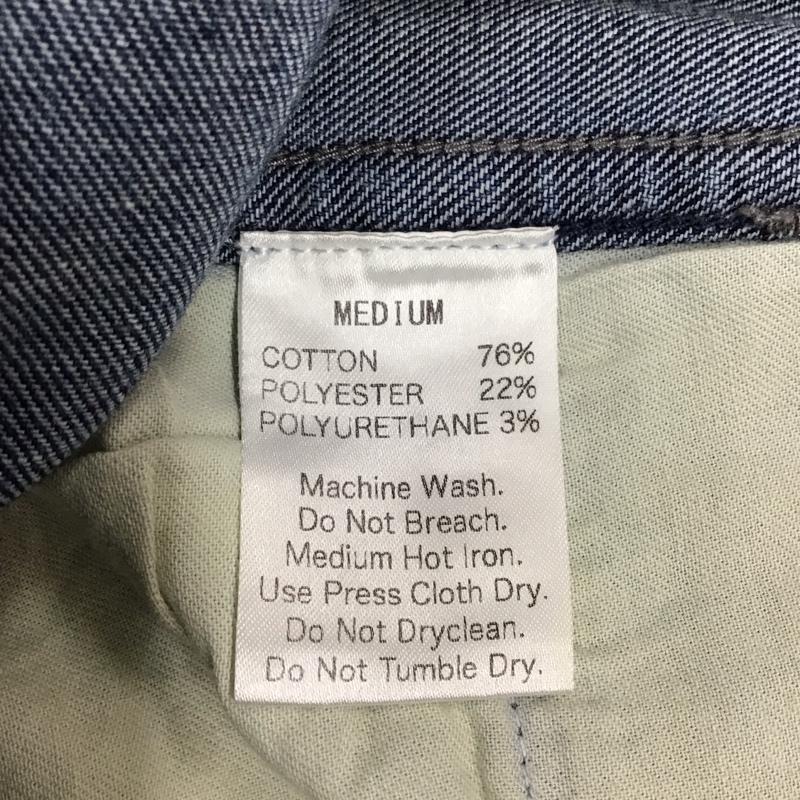 MEDIUM
COTTON 76%
POLYESTER 22%
POLYURETHANE 3%
Machine Wash.
Do Not Breach.
Medium Hot Iron.
Use Press Cloth Dry.
Do Not Dryclean.
Do Not Tumble Dry.